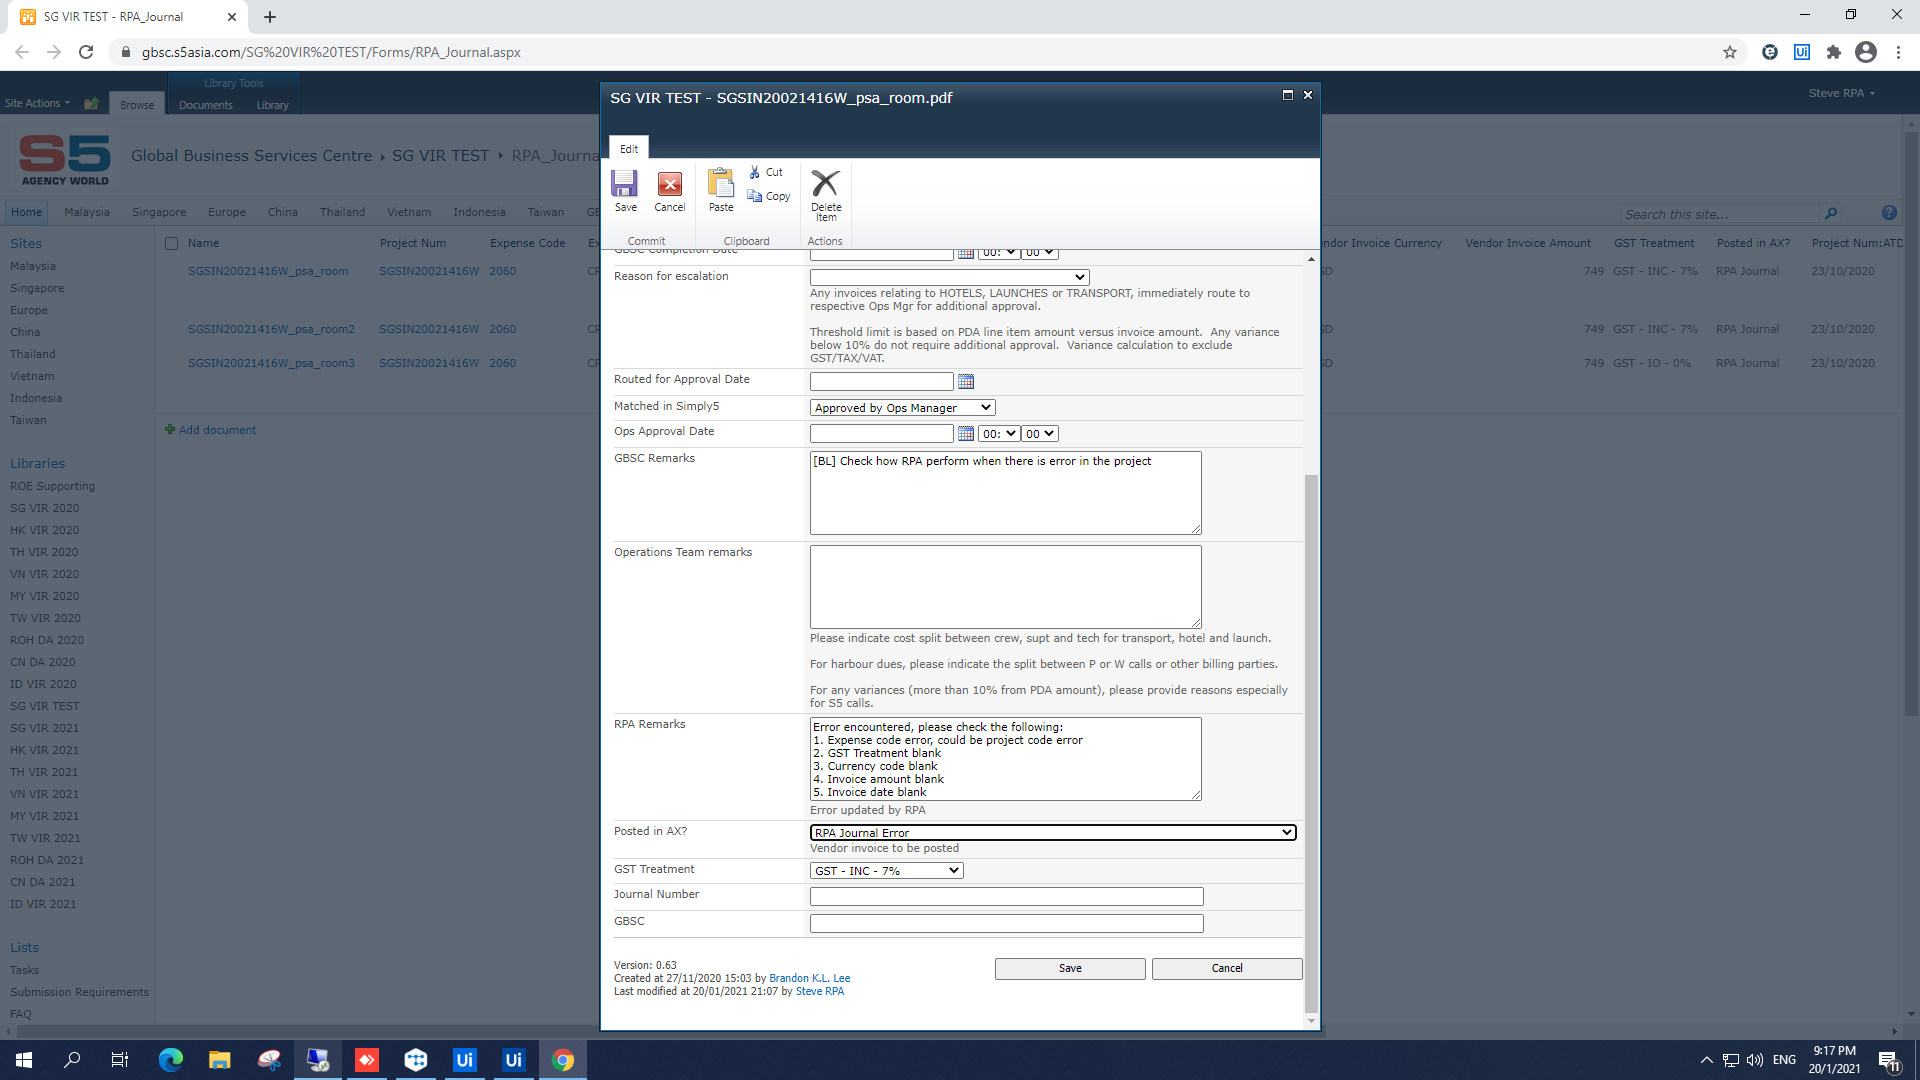 SG VIR TEST - RPA_Journal
gbsc.s5asia.com/SG%20VIR%20TEST/Forms/RPA_Journal.aspx
Library Tools
Site Actions
Browse
Documents
Library
Steve RPA
S5
AGENCY WORLD
Global Business Services Centre
SG VIR TEST
RPA_Journa
Home
Malaysia
Singapore
Europe
China
Thailand
Vietnam
Indonesia
Taiwan
Search this site...
Sites
Malaysia
Singapore
Europe
China
Thailand
Vietnam
Indonesia
Taiwan
Libraries
ROE Supporting
SG VIR 2020
HK VIR 2020
TH VIR 2020
VN VIR 2020
MY VIR 2020
TW VIR 2020
ROH DA 2020
CN DA 2020
ID VIR 2020
SG VIR TEST
SG VIR 2021
HK VIR 2021
TH VIR 2021
VN VIR 2021
MY VIR 2021
TW VIR 2021
ROH DA 2021
CN DA 2021
ID VIR 2021
Lists
Tasks
Submission Requirements
FAQ
Name Project Num Expense Code
SGSIN20021416W_psa_room SGSIN20021416W 2060
SGSIN20021416W_psa_room2 SGSIN20021416W 2060
SGSIN20021416W_psa_room3 SGSIN20021416W 2060
Add document
SG VIR TEST - SGSIN20021416W_psa_room.pdf
Edit
Save
Cancel
Paste
Cut
Copy
Delete Item
Commit
Clipboard
Actions
GBSC Completion Date 00: 00
Reason for escalation
Any invoices relating to HOTELS, LAUNCHES or TRANSPORT, immediately route to
respective Ops Mgr for additional approval.
Threshold limit is based on PDA line item amount versus invoice amount. Any variance
below 10% do not require additional approval. Variance calculation to exclude
GST/TAX/VAT.
Routed for Approval Date
Matched in Simply5 Approved by Ops Manager
Ops Approval Date 00: 00
GBSC Remarks [BL] Check how RPA perform when there is error in the project
Operations Team remarks
Please indicate cost split between crew, supt and tech for transport, hotel and launch.
For harbour dues, please indicate the split between P or W calls or other billing parties.
For any variances (more than 10% from PDA amount), please provide reasons especially
for S5 calls.
RPA Remarks
Error encountered, please check the following:
1. Expense code error, could be project code error
2. GST Treatment blank
3. Currency code blank
4. Invoice amount blank
5. Invoice date blank
Error updated by RPA
Posted in AX? RPA Journal Error
Vendor invoice to be posted
GST Treatment GST - INC - 7%
Journal Number
GBSC
Version: 0.63
Created at 27/11/2020 15:03 by Brandon K.L. Lee
Last modified at 20/01/2021 21:07 by Steve RPA
Save
Cancel
endor Invoice Currency Vendor Invoice Amount GST Treatment Posted in AX? Project Num:ATD
GD 749 GST - INC - 7% RPA Journal 23/10/2020
GD 749 GST - INC - 7% RPA Journal 23/10/2020
GD 749 GST - IO - 0% RPA Journal 23/10/2020
Ui
Ui
ENG
9:17 PM
20/1/2021
11